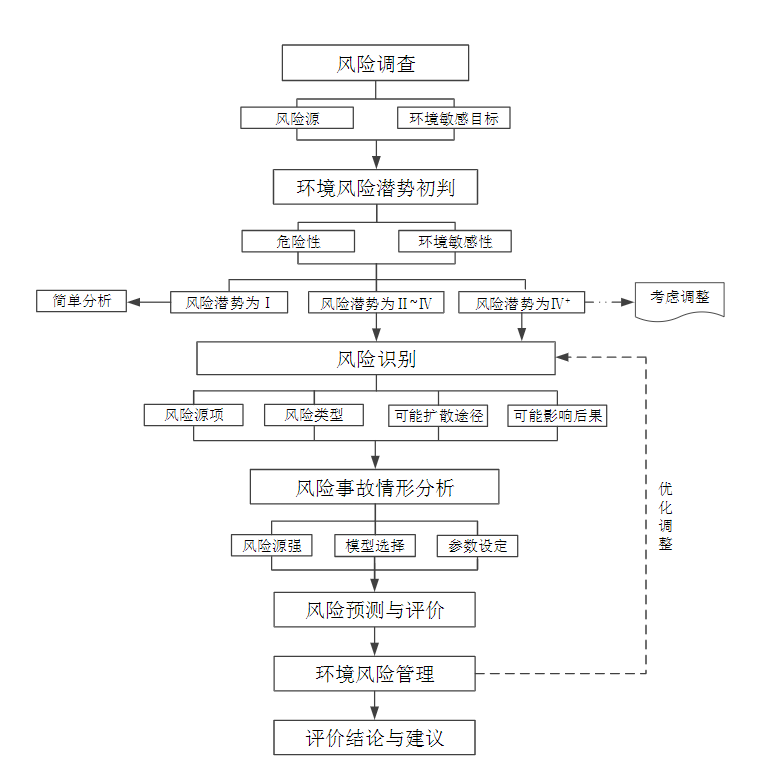 风险调查
风险源
环境敏感目标
环境风险潜势初判
危险性
环境敏感性
简单分析
风险潜势为Ⅰ
风险潜势为Ⅱ~Ⅳ
风险潜势为Ⅳ⁺
考虑调整
风险识别
风险源项
风险类型
可能扩散途径
可能影响后果
风险事故情形分析
风险源强
模型选择
参数设定
优化调整
风险预测与评价
环境风险管理
评价结论与建议